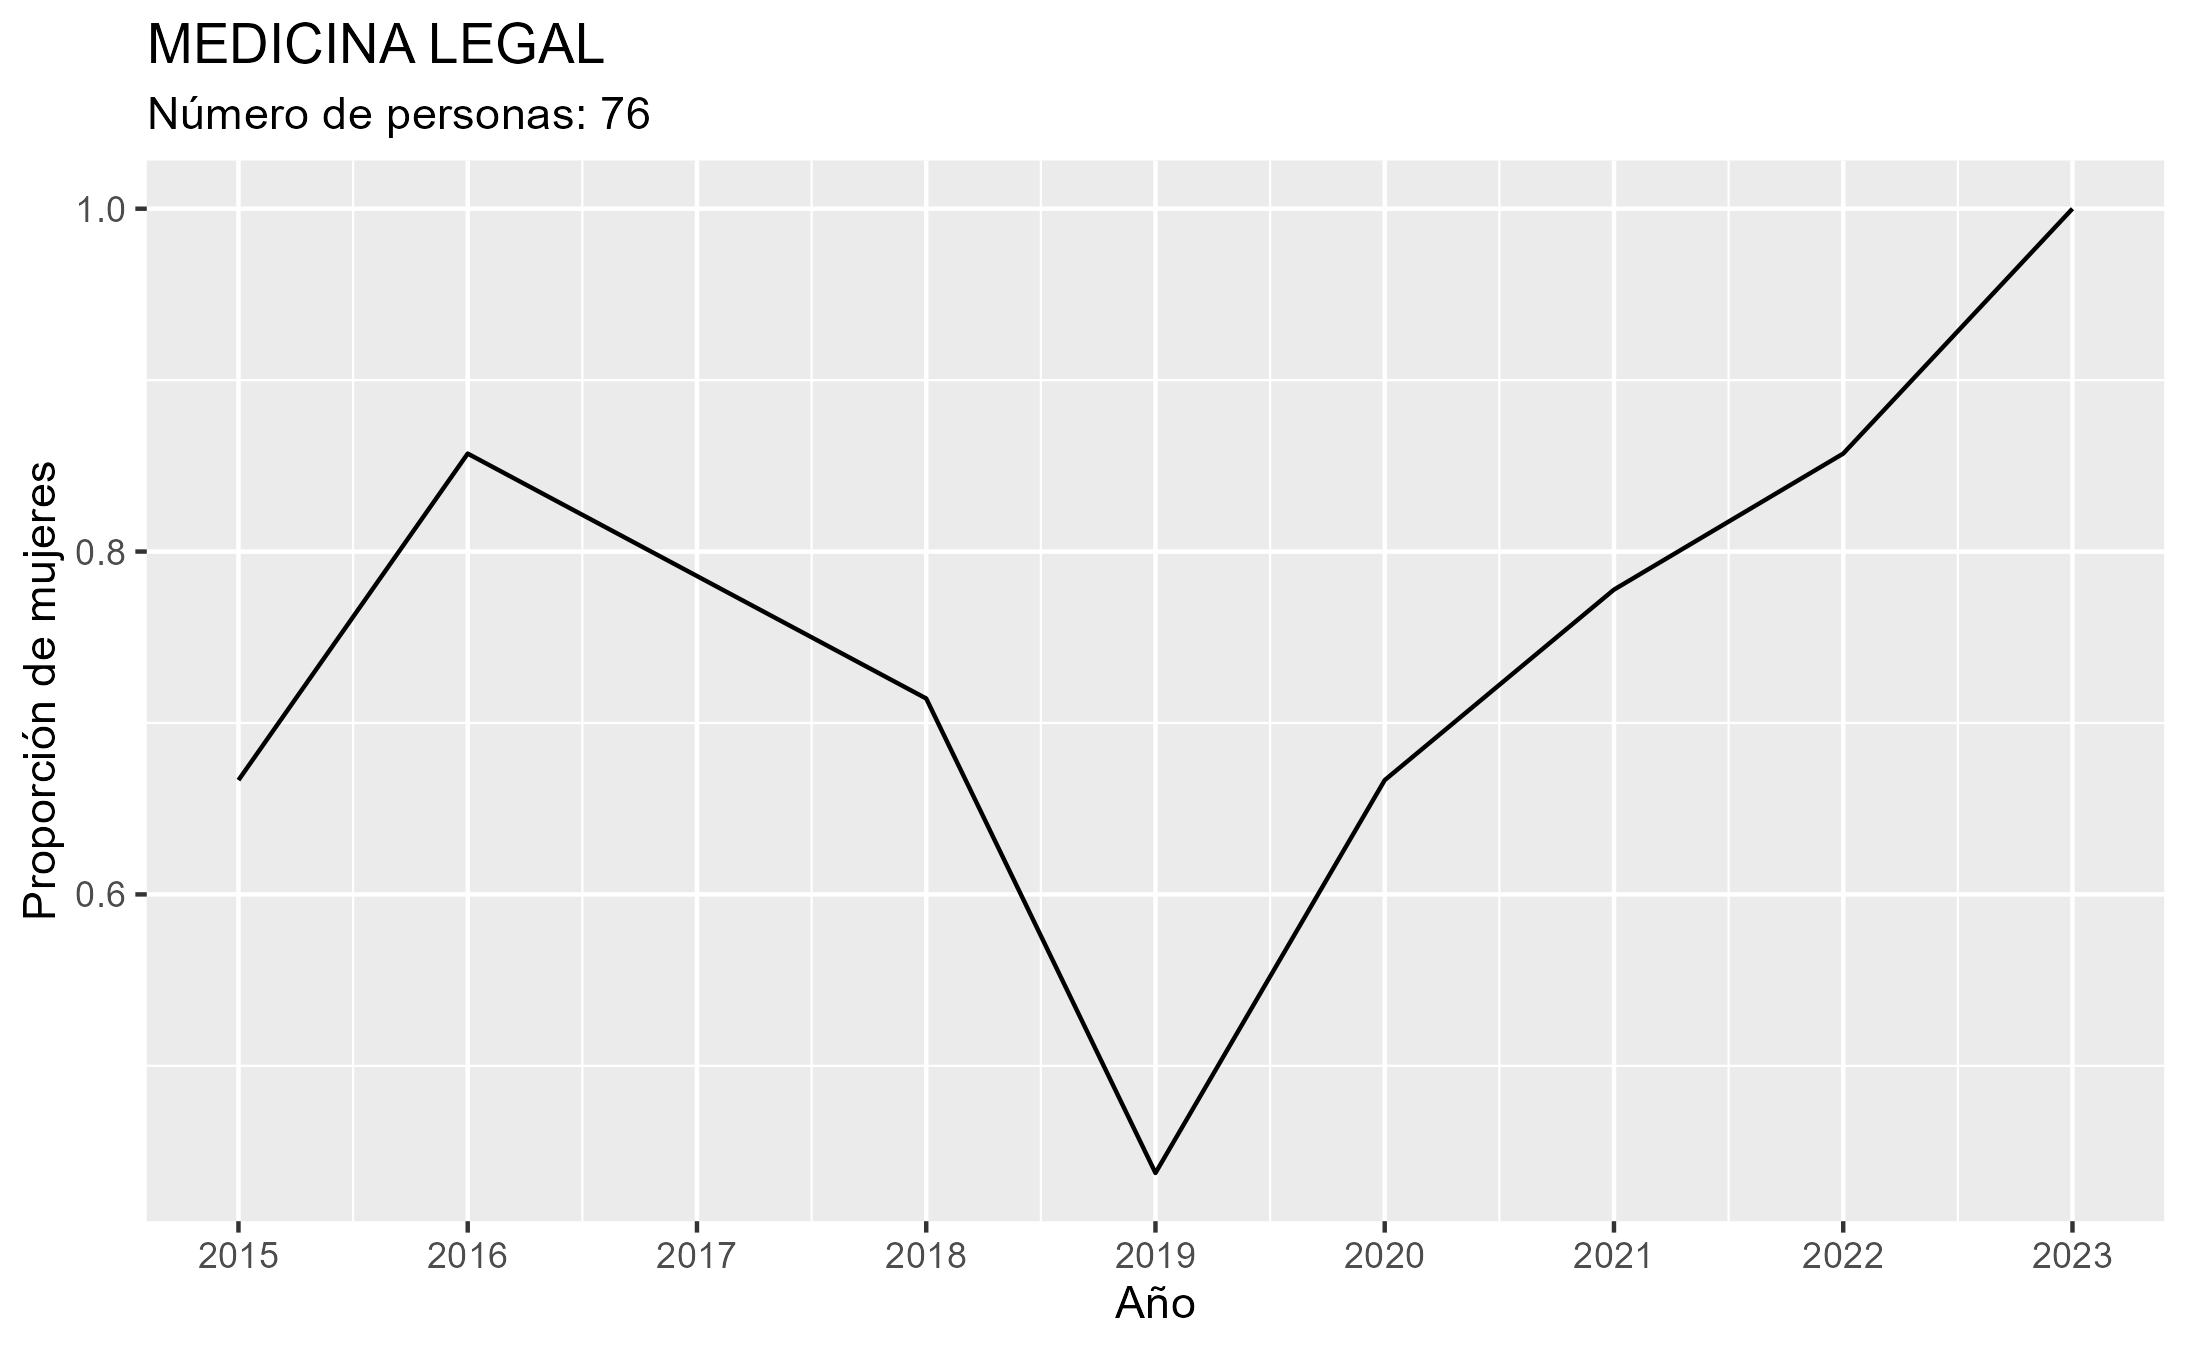 MEDICINA LEGAL
Número de personas: 76
Proporción de mujeres
1.0
0.8
0.6
2015 2016 2017 2018 2019 2020 2021 2022 2023
Año